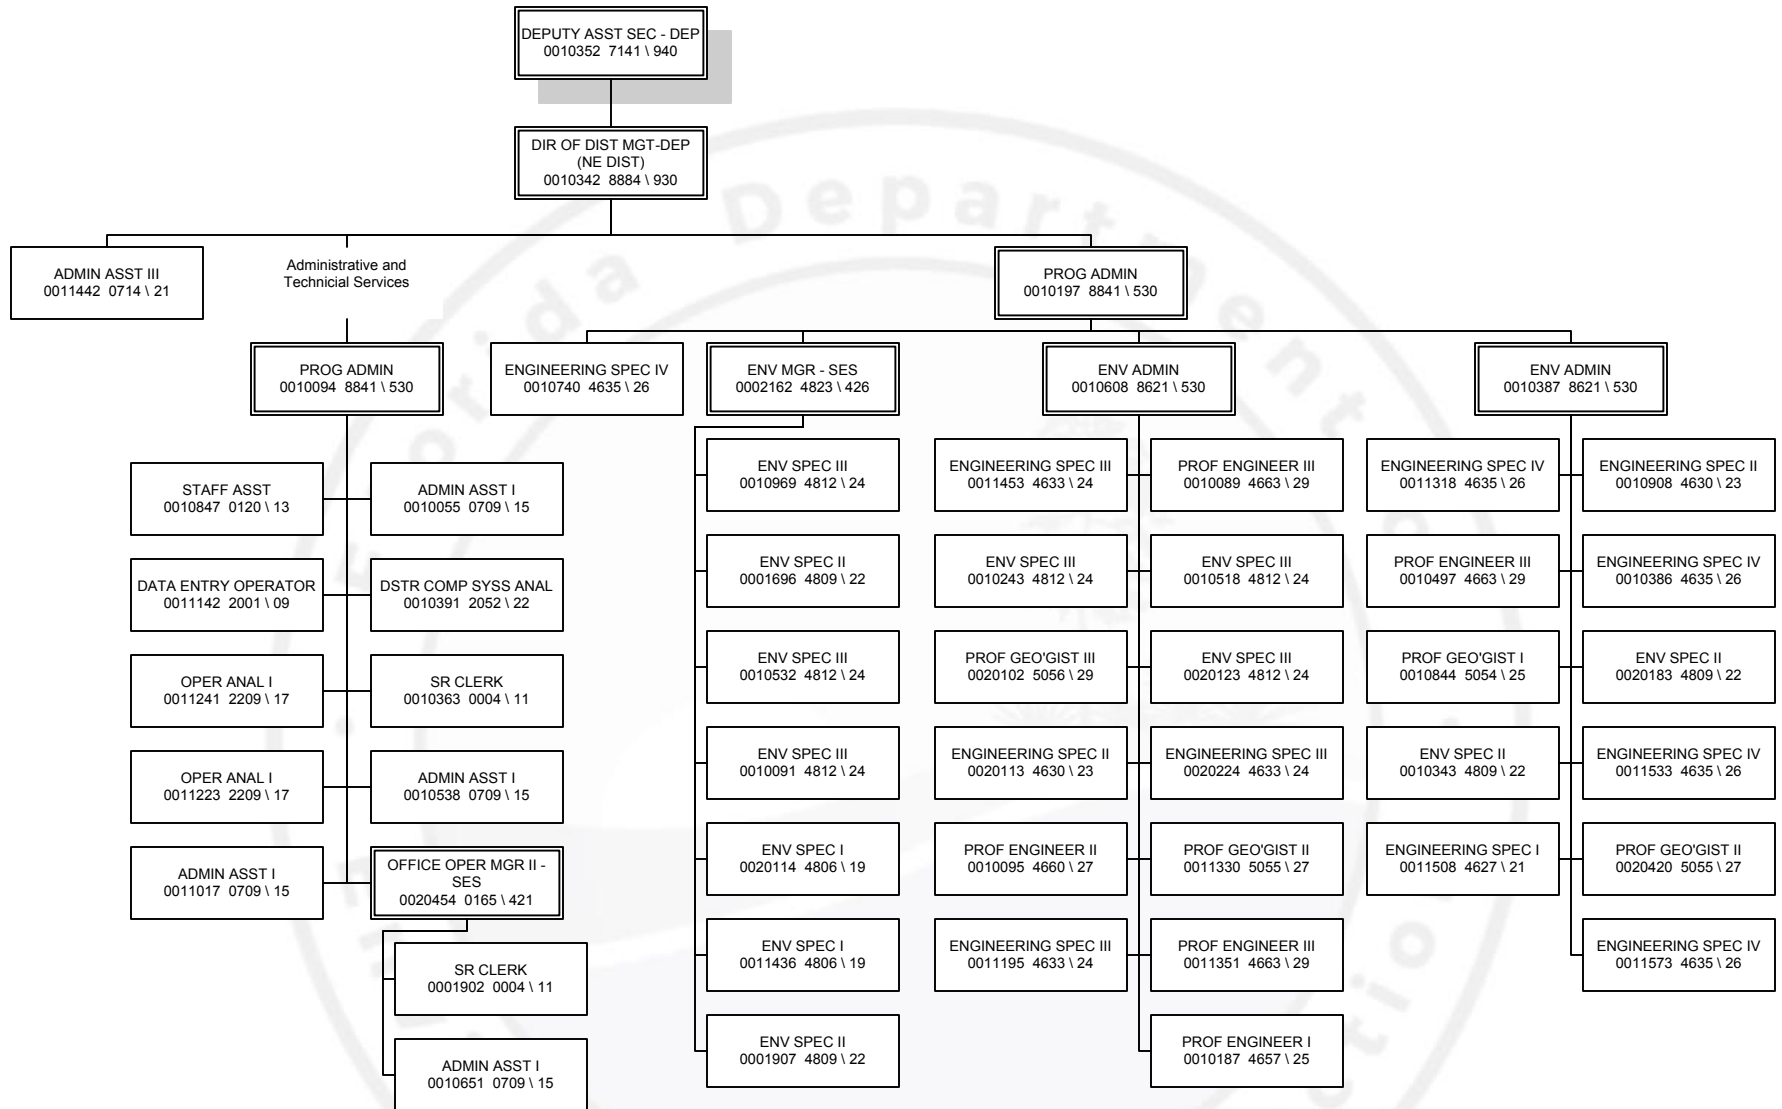 DEPUTY ASST SEC - DEP
0010352 7141 \ 940
DIR OF DIST MGT-DEP
(NE DIST)
0010342 8884 \ 930
ADMIN ASST III
0011442 0714 \ 21
Administrative and
Technicial Services
PROG ADMIN
0010197 8841 \ 530
PROG ADMIN
0010094 8841 \ 530
ENGINEERING SPEC IV
0010740 4635 \ 26
ENV MGR - SES
0002162 4823 \ 426
ENV ADMIN
0010608 8621 \ 530
ENV ADMIN
0010387 8621 \ 530
STAFF ASST
0010847 0120 \ 13
ADMIN ASST I
0010055 0709 \ 15
DATA ENTRY OPERATOR
0011142 2001 \ 09
DSTR COMP SYSS ANAL
0010391 2052 \ 22
OPER ANAL I
0011241 2209 \ 17
SR CLERK
0010363 0004 \ 11
OPER ANAL I
0011223 2209 \ 17
ADMIN ASST I
0010538 0709 \ 15
ADMIN ASST I
0011017 0709 \ 15
OFFICE OPER MGR II -
SES
0020454 0165 \ 421
SR CLERK
0001902 0004 \ 11
ADMIN ASST I
0010651 0709 \ 15
ENV SPEC III
0010969 4812 \ 24
ENV SPEC II
0001696 4809 \ 22
ENV SPEC III
0010532 4812 \ 24
ENV SPEC III
0010091 4812 \ 24
ENV SPEC I
0020114 4806 \ 19
ENV SPEC I
0011436 4806 \ 19
ENV SPEC II
0001907 4809 \ 22
ENGINEERING SPEC III
0011453 4633 \ 24
PROF ENGINEER III
0010089 4663 \ 29
ENV SPEC III
0010243 4812 \ 24
ENV SPEC III
0010518 4812 \ 24
PROF GEO'GIST III
0020102 5056 \ 29
ENV SPEC III
0020123 4812 \ 24
ENGINEERING SPEC II
0020113 4630 \ 23
ENGINEERING SPEC III
0020224 4633 \ 24
PROF ENGINEER II
0010095 4660 \ 27
PROF GEO'GIST II
0011330 5055 \ 27
ENGINEERING SPEC III
0011195 4633 \ 24
PROF ENGINEER III
0011351 4663 \ 29
PROF ENGINEER I
0010187 4657 \ 25
ENGINEERING SPEC IV
0011318 4635 \ 26
ENGINEERING SPEC II
0010908 4630 \ 23
PROF ENGINEER III
0010497 4663 \ 29
ENGINEERING SPEC IV
0010386 4635 \ 26
PROF GEO'GIST I
0010844 5054 \ 25
ENV SPEC II
0020183 4809 \ 22
ENV SPEC II
0010343 4809 \ 22
ENGINEERING SPEC IV
0011533 4635 \ 26
ENGINEERING SPEC I
0011508 4627 \ 21
PROF GEO'GIST II
0020420 5055 \ 27
ENGINEERING SPEC IV
0011573 4635 \ 26